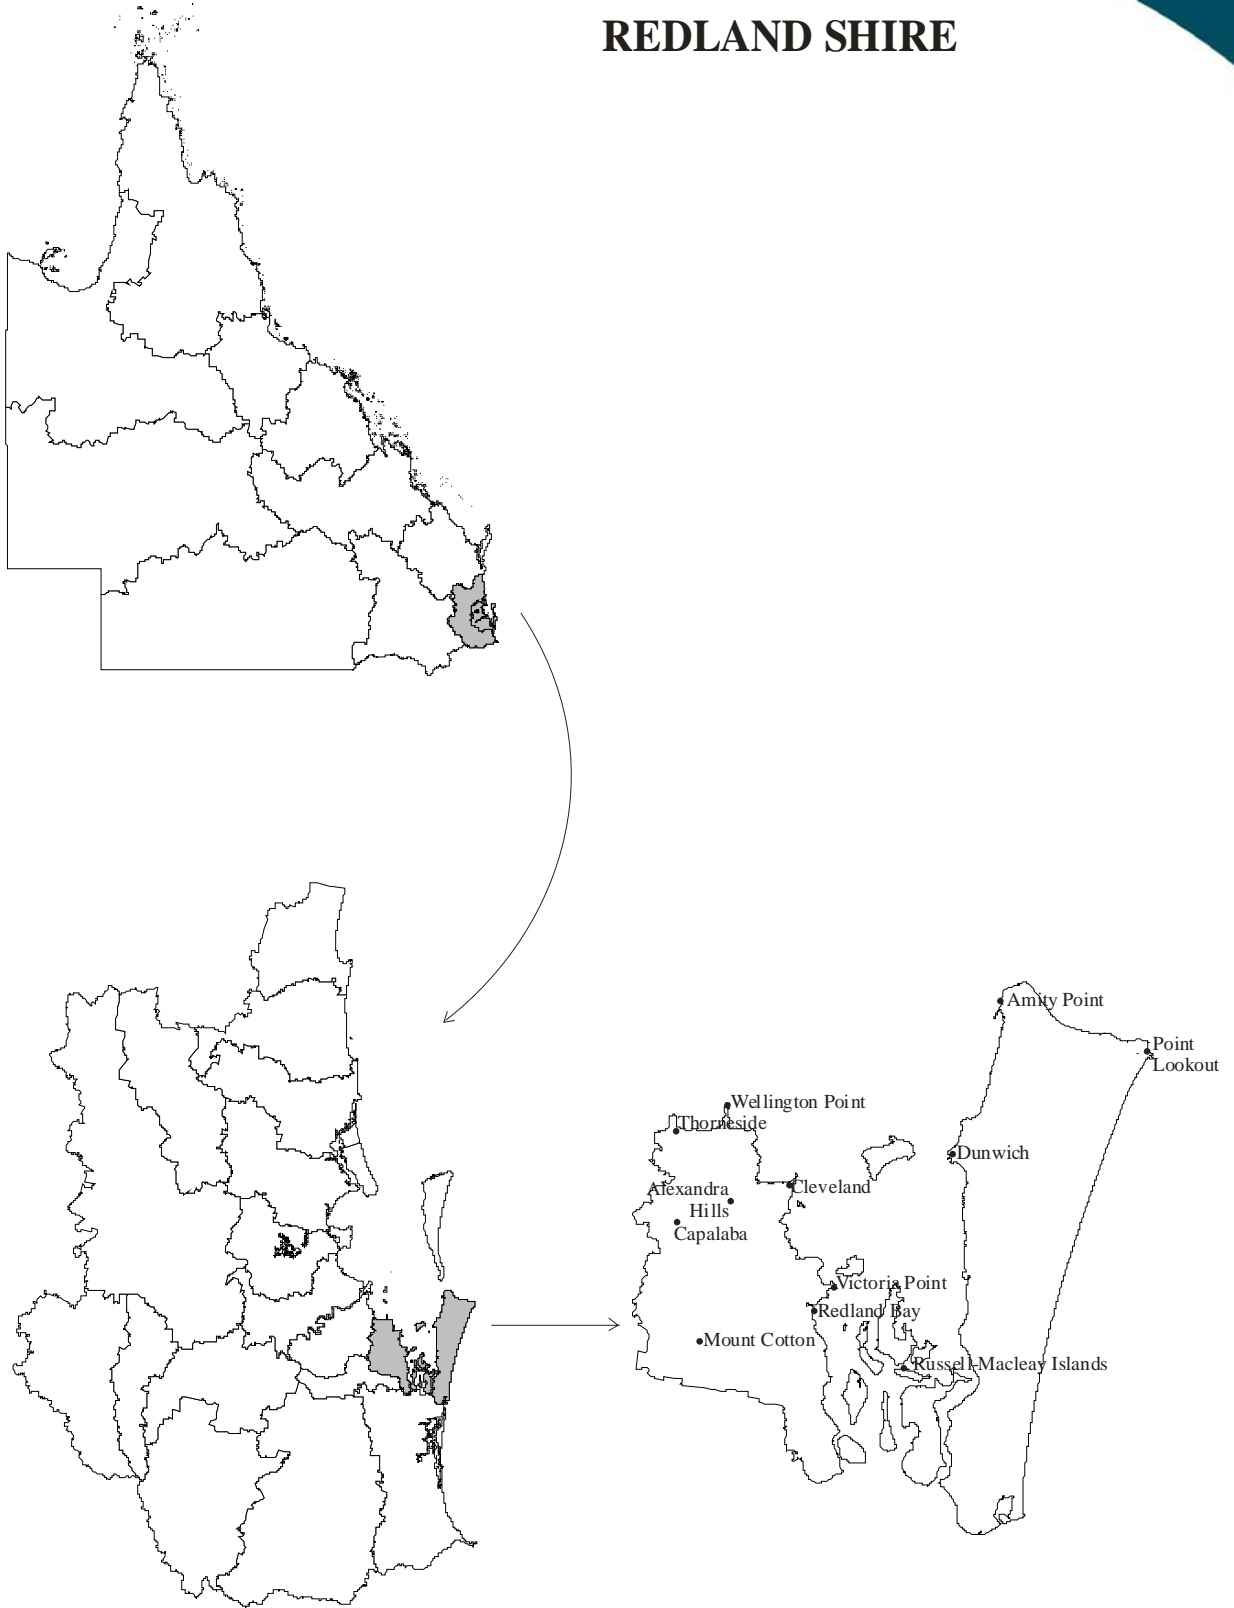 REDLAND SHIRE
Amity Point
Point
Lookout
Wellington Point
Thorneside
Dunwich
Alexandra
Hills
Cleveland
Capalaba
Victoria Point
Redland Bay
Mount Cotton
Russell-Macleay Islands